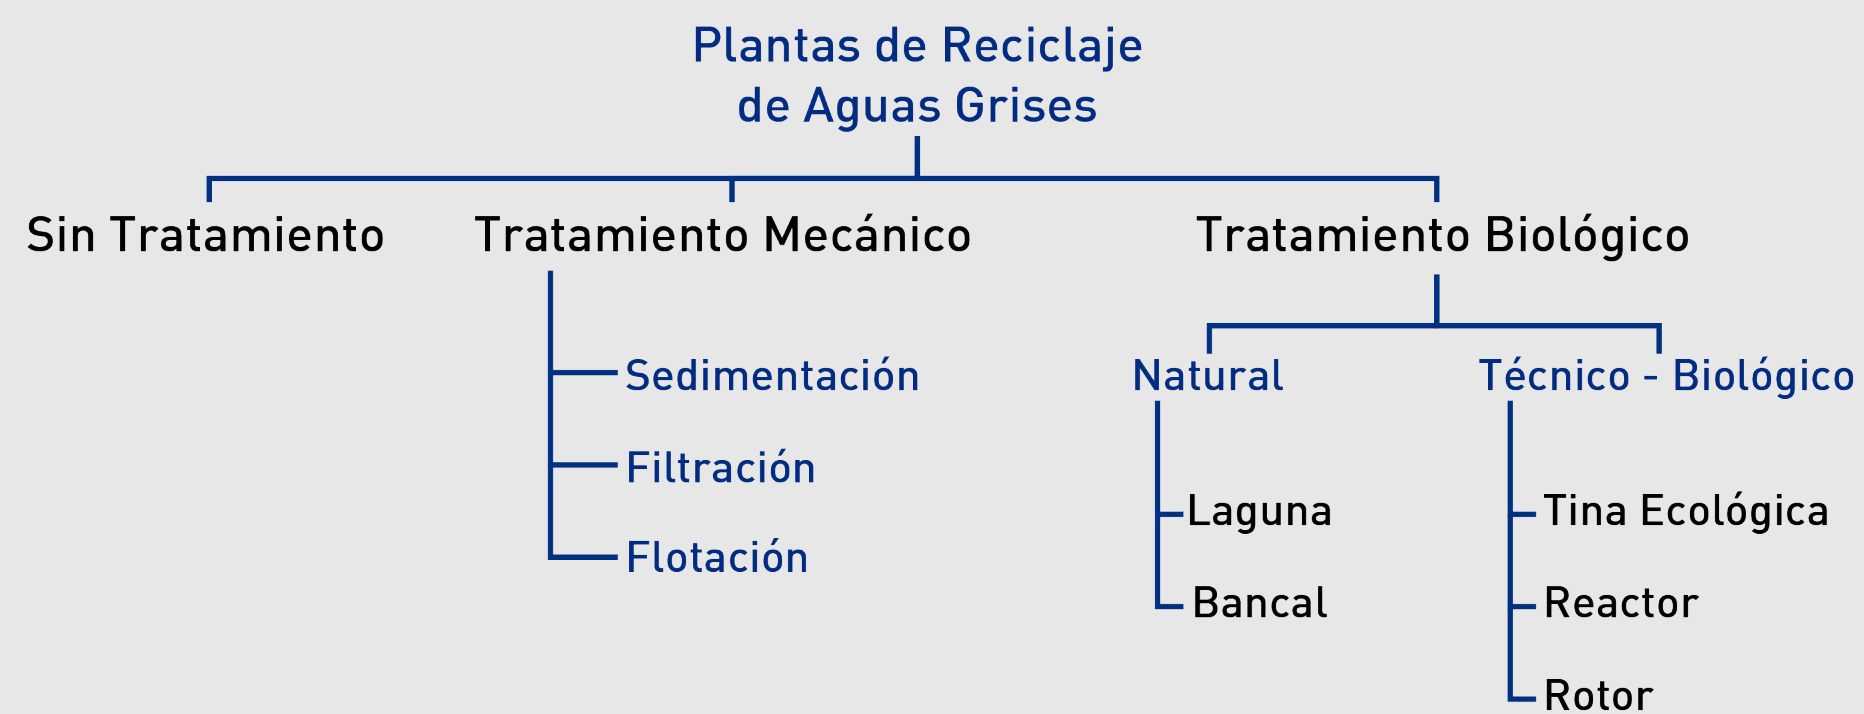 Plantas de Reciclaje
de Aguas Grises
Sin Tratamiento
Tratamiento Mecánico
Sedimentación
Filtración
Flotación
Tratamiento Biológico
Natural
Laguna
Bancal
Técnico - Biológico
Tina Ecológica
Reactor
Rotor